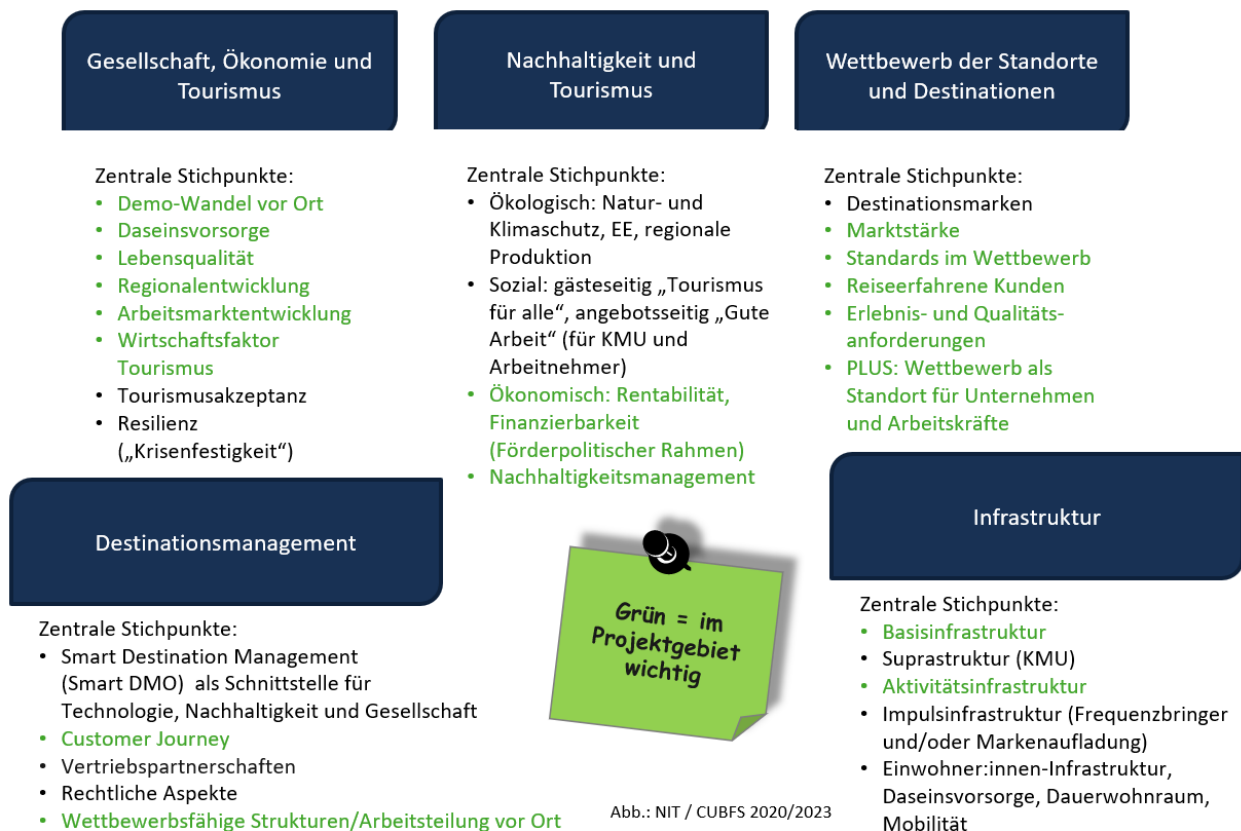 Gesellschaft, Ökonomie und
Tourismus
Zentrale Stichpunkte:
• Demo-Wandel vor Ort
• Daseinsvorsorge
• Lebensqualität
• Regionalentwicklung
• Arbeitsmarktentwicklung
• Wirtschaftsfaktor
Tourismus
• Tourismusakzeptanz
• Resilienz
(„Krisenfestigkeit“)
Nachhaltigkeit und
Tourismus
Zentrale Stichpunkte:
• Ökologisch: Natur- und
Klimaschutz, EE, regionale
Produktion
• Sozial: gästeseitig „Tourismus
für alle“, angebotsseitig „Gute
Arbeit“ (für KMU und
Arbeitnehmer)
• Ökonomisch: Rentabilität,
Finanzierbarkeit
(Förderpolitischer Rahmen)
• Nachhaltigkeitsmanagement
Wettbewerb der Standorte
und Destinationen
Zentrale Stichpunkte:
• Destinationsmarken
• Marktstärke
• Standards im Wettbewerb
• Reiseerfahrene Kunden
• Erlebnis- und Qualitäts-
anforderungen
• PLUS: Wettbewerb als
Standort für Unternehmen
und Arbeitskräfte
Destinationsmanagement
Zentrale Stichpunkte:
• Smart Destination Management
(Smart DMO) als Schnittstelle für
Technologie, Nachhaltigkeit und Gesellschaft
• Customer Journey
• Vertriebspartnerschaften
• Rechtliche Aspekte
• Wettbewerbsfähige Strukturen/Arbeitsteilung vor Ort
Grün = im
Projektgebiet
wichtig
Abb.: NIT / CUBFS 2020/2023
Infrastruktur
Zentrale Stichpunkte:
• Basisinfrastruktur
• Suprastruktur (KMU)
• Aktivitätsinfrastruktur
• Impulsinfrastruktur (Frequenzbringer
und/oder Markenaufladung)
• Einwohner:innen-Infrastruktur,
Daseinsvorsorge, Dauerwohnraum,
Mobilität